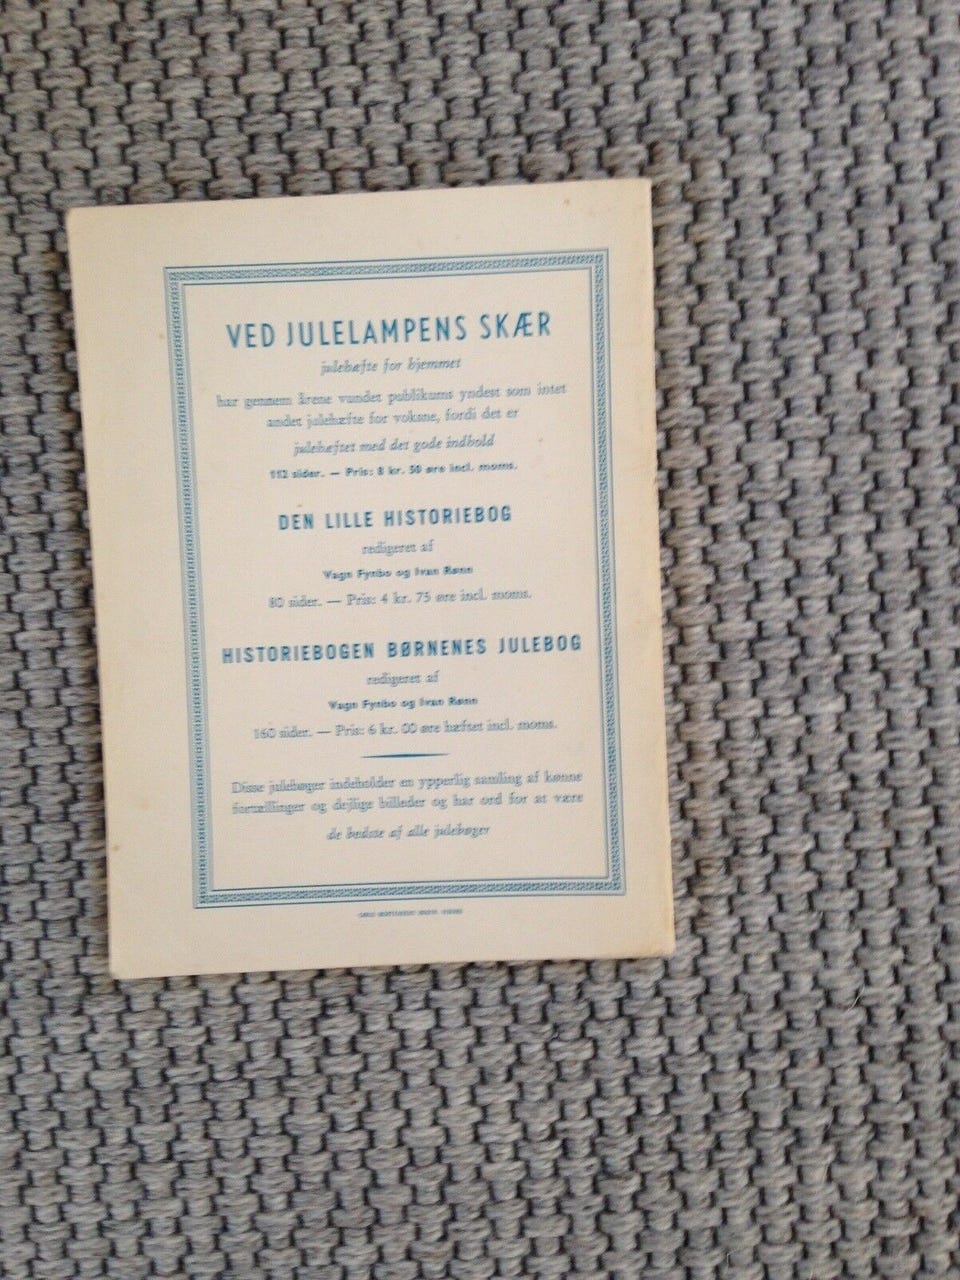 VED JULELAMPENS SKÆR
julehæfte for hjemmet
har gennem årene vundet publikums yndest som intet
andet julehæfte for voksne, fordi det er
julehæftet med det gode indhold
112 sider. — Pris: 8 kr. 50 øre incl. moms.
DEN LILLE HISTORIEBOG
redigeret af
Vagn Fynbo og Ivan Rønn
80 sider. — Pris: 4 kr. 75 øre incl. moms.
HISTORIEBOGEN BØRNENES JULEBOG
redigeret af
Vagn Fynbo og Ivan Rønn
160 sider. — Pris: 6 kr. 00 øre hæftet incl. moms.
Disse julebøger indeholder en ypperlig samling af kønne
fortællinger og dejlige billeder og har ord for at være
de bedste af alle julebøger